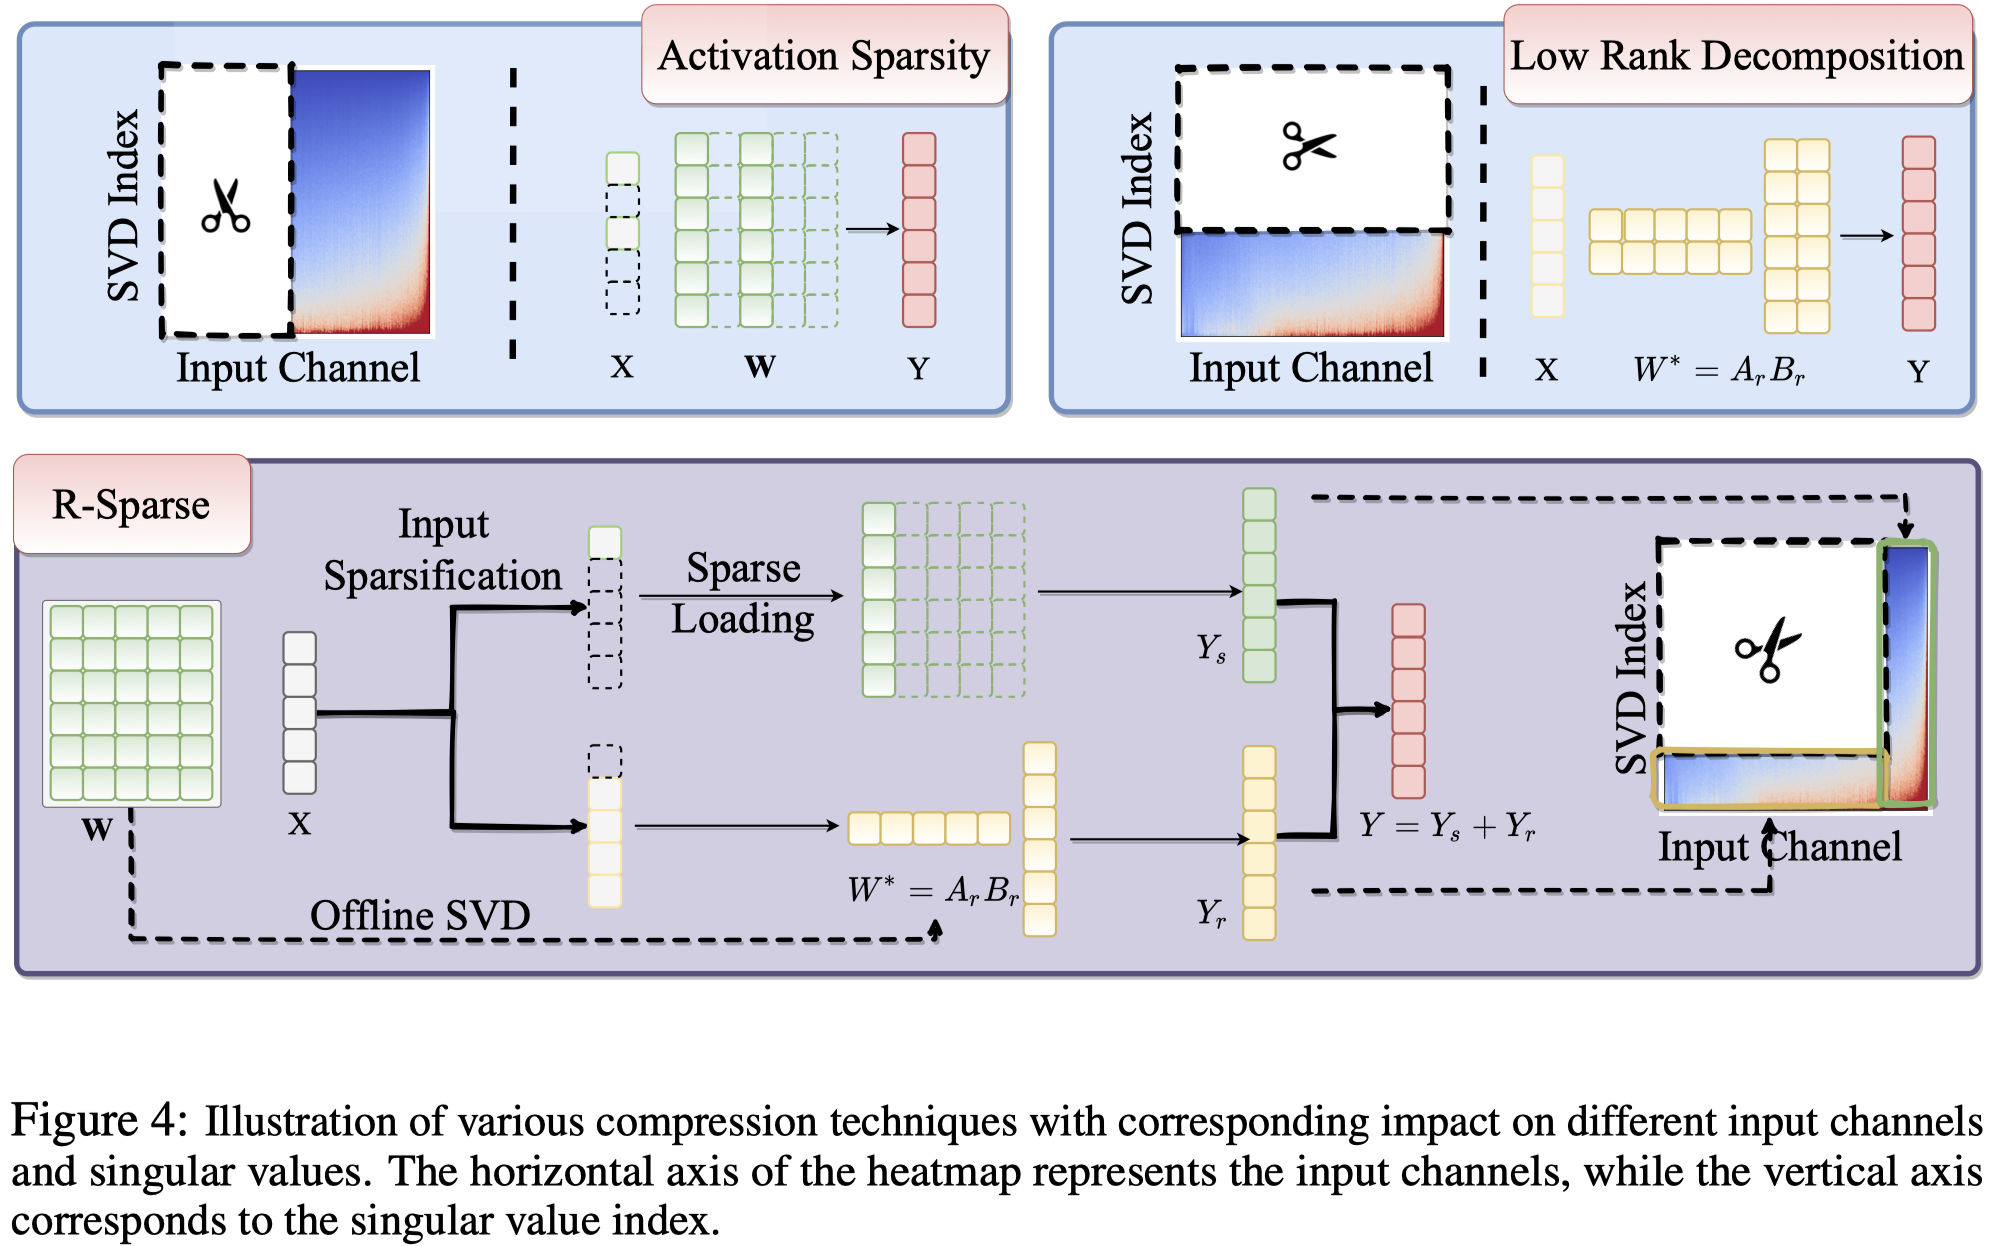 Activation Sparsity
SVD Index
Input Channel
X
W
Y
Low Rank Decomposition
SVD Index
Input Channel
X
W* = A_r B_r
Y
R-Sparse
W
X
Input
Sparsification
Sparse
Loading
Offline SVD
W* = A_r B_r
Y_s
Y_r
Y = Y_s + Y_r
SVD Index
Input Channel
Figure 4: Illustration of various compression techniques with corresponding impact on different input channels
and singular values. The horizontal axis of the heatmap represents the input channels, while the vertical axis
corresponds to the singular value index.